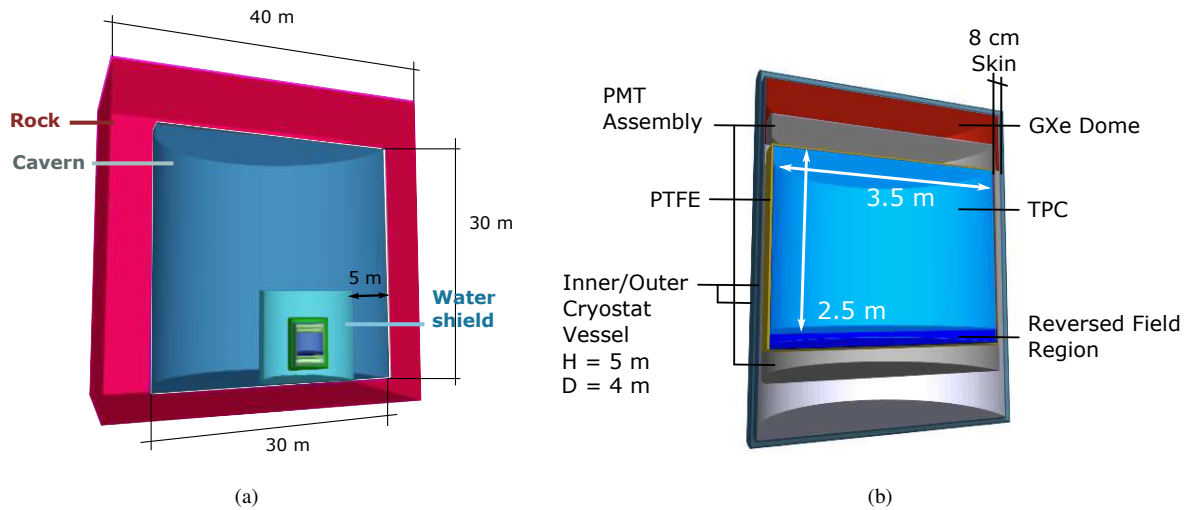 40 m
Rock
Cavern
30 m
5 m
Water
shield
30 m
(a)
8 cm
Skin
PMT
Assembly
GXe Dome
PTFE
3.5 m
TPC
Inner/Outer
Cryostat
Vessel
H = 5 m
D = 4 m
2.5 m
Reversed Field
Region
(b)